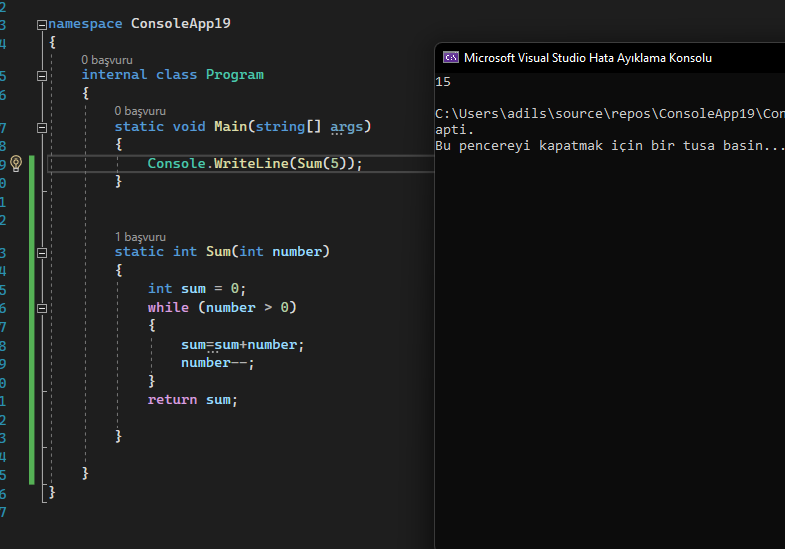 2
3 namespace ConsoleApp19
4 {
0 başvuru
5 internal class Program
6 {
0 başvuru
7 static void Main(string[] args)
8 {
9 Console.WriteLine(Sum(5));
0 }
1
2
1 başvuru
3 static int Sum(int number)
4 {
5 int sum = 0;
6 while (number > 0)
7 {
8 sum=sum+number;
9 number--;
0 }
1 return sum;
2
3 }
4
5 }
6 }
7
Microsoft Visual Studio Hata Ayıklama Konsolu
15
C:\Users\adils\source\repos\ConsoleApp19\Con
apti.
Bu pencereyi kapatmak için bir tusa basin...